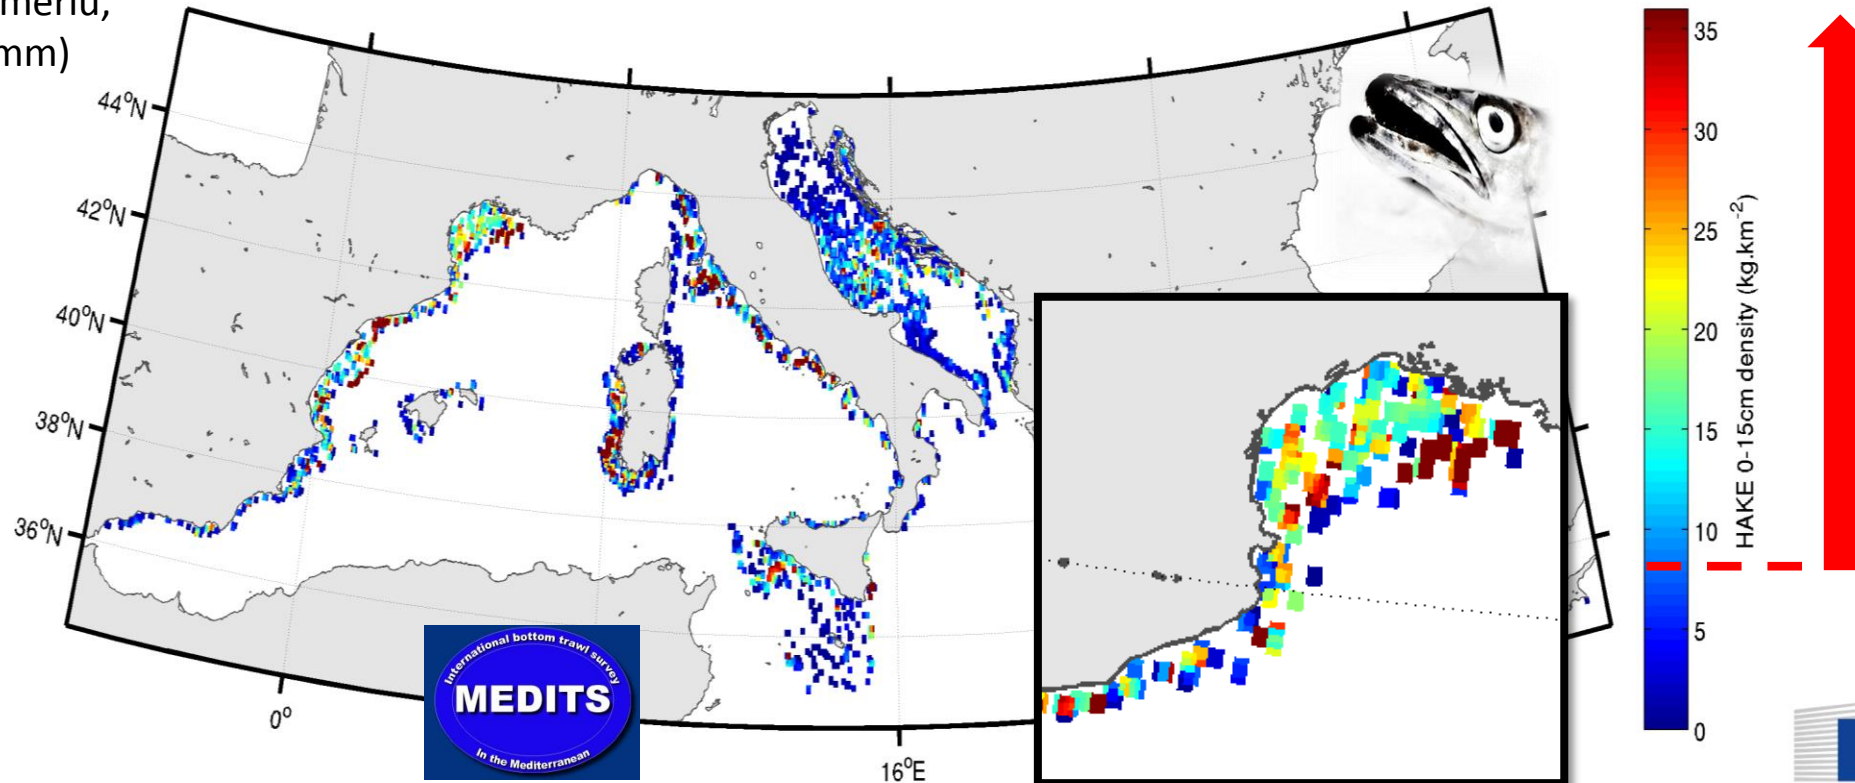 merlu,
mm)
44°N
42°N
40°N
38°N
36°N
0°
16°E
International bottom trawl survey
MEDITS
In the Mediterranean
35
30
25
20
15
10
5
0
HAKE 0-15cm density (kg.km-2)